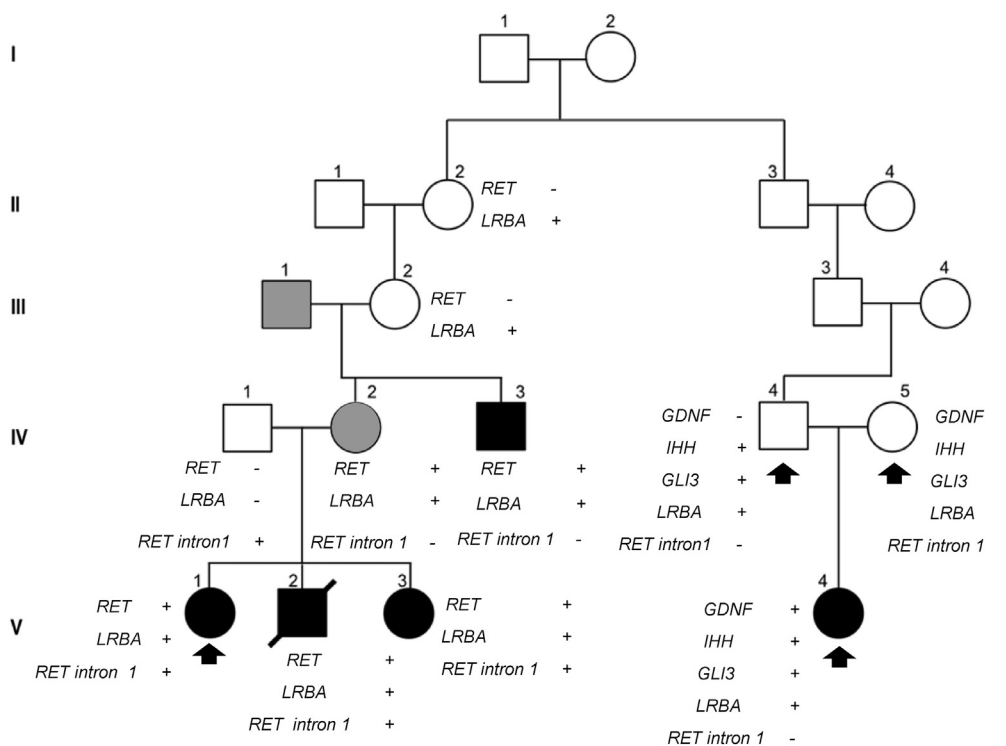 1 2
I
1 2 3 4
II
RET -
LRBA +
1 2 3 4
III
RET -
LRBA +
1 2 3 4 5
IV
GDNF - GDNF
IHH + IHH
GLI3 + GLI3
LRBA + LRBA
RET intron1 - RET intron 1
RET - RET + RET +
LRBA - LRBA + LRBA +
RET intron1 + RET intron 1 - RET intron 1 -
1 2 3 4
V
RET + RET + GDNF +
LRBA + LRBA + IHH +
RET intron 1 + RET intron 1 + GLI3 +
RET + LRBA +
LRBA + RET intron 1 -
RET intron 1 +